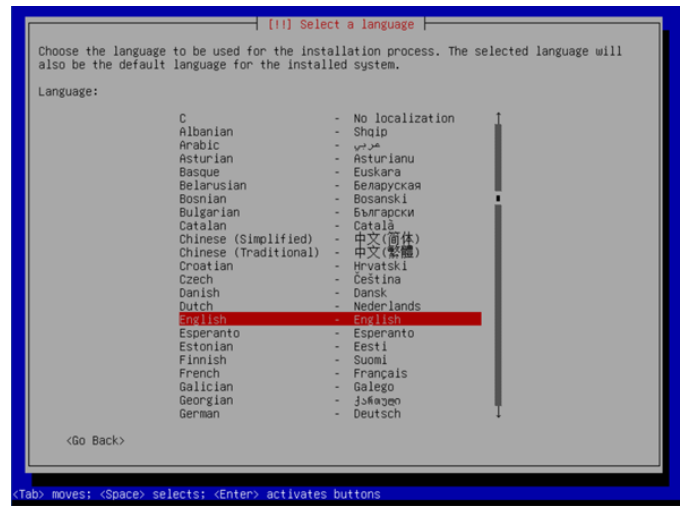 [!!] Select a language
Choose the language to be used for the installation process. The selected language will
also be the default language for the installed system.
Language:
C - No localization
Albanian - Shqip
Arabic - عربي
Asturian - Asturianu
Basque - Euskara
Belarusian - Беларуская
Bosnian - Bosanski
Bulgarian - Български
Catalan - Català
Chinese (Simplified) - 中文(简体)
Chinese (Traditional) - 中文(繁體)
Croatian - Hrvatski
Czech - Čeština
Danish - Dansk
Dutch - Nederlands
English - English
Esperanto - Esperanto
Estonian - Eesti
Finnish - Suomi
French - Français
Galician - Galego
Georgian - ქართული
German - Deutsch
<Go Back>
<Tab> moves; <Space> selects; <Enter> activates buttons